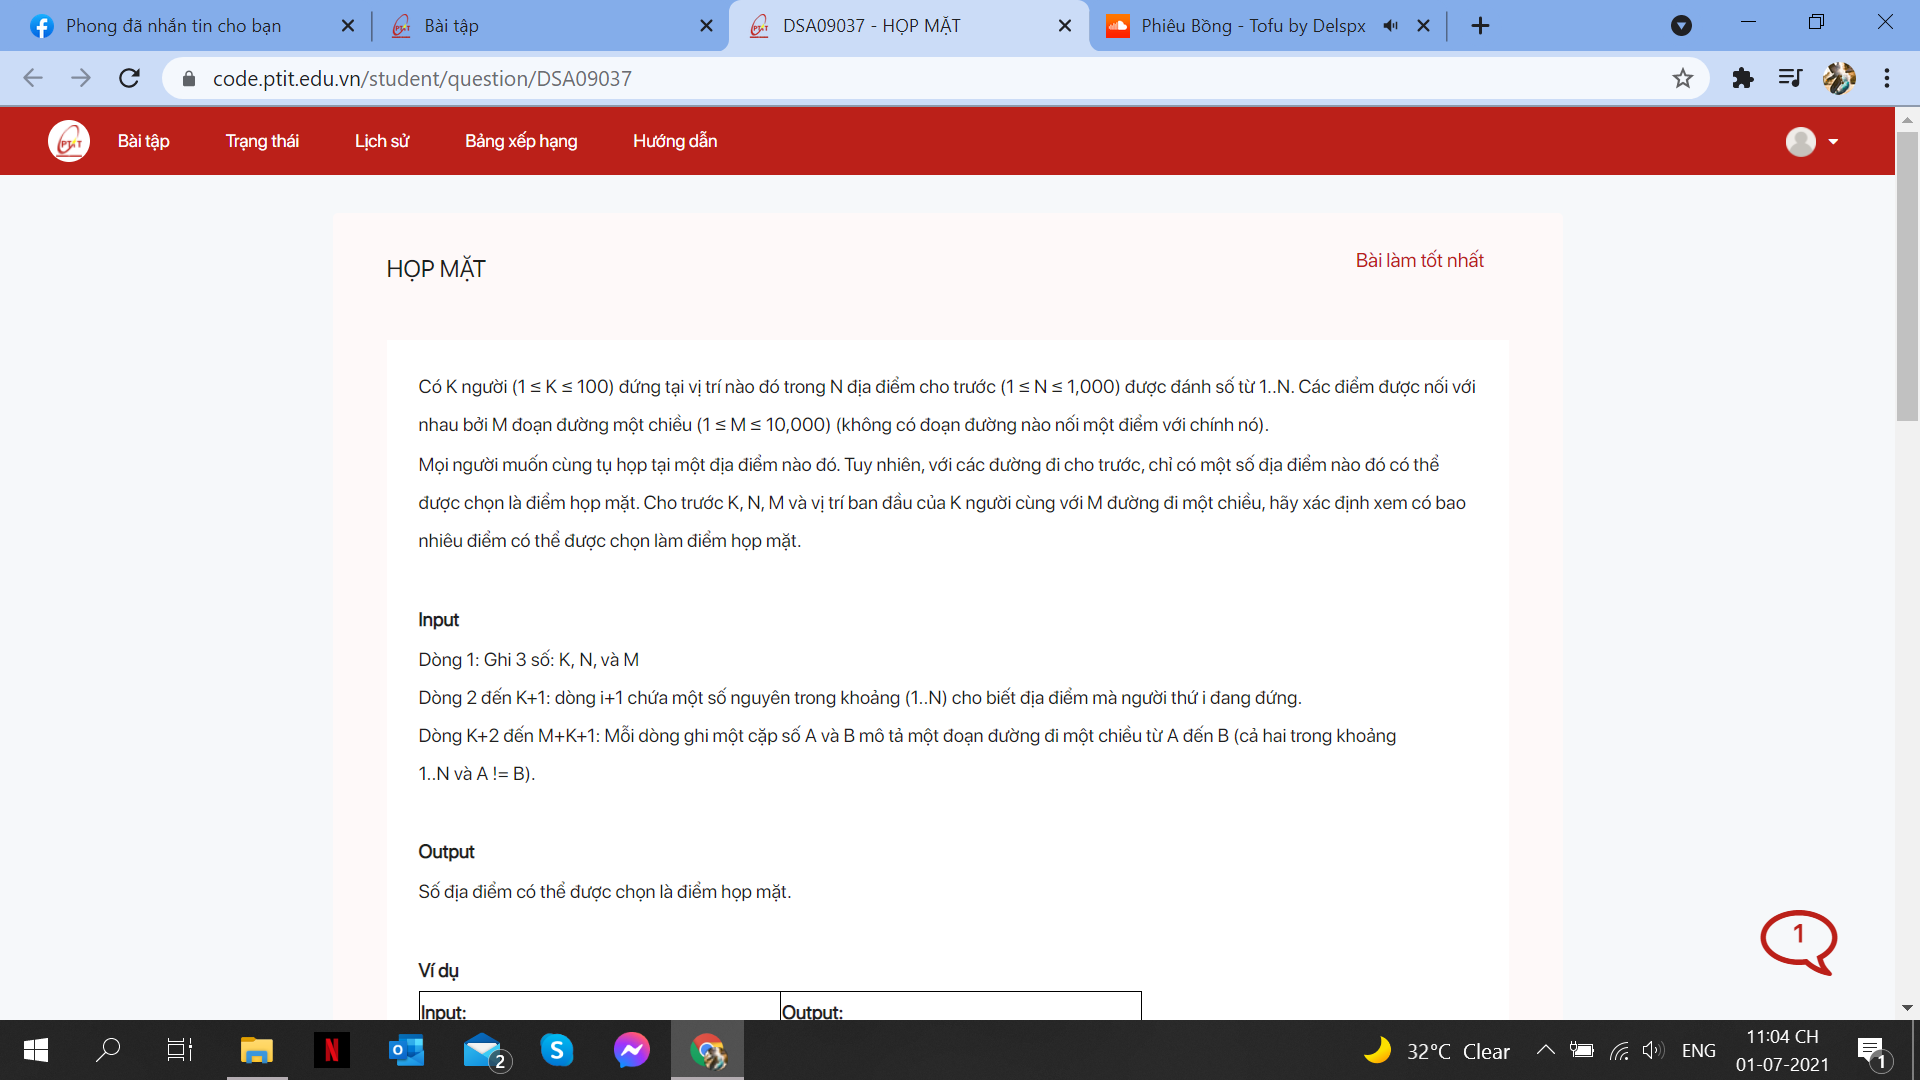 Phong đã nhắn tin cho bạn
Bài tập
DSA09037 - HỌP MẶT
Phiêu Bồng - Tofu by Delspx
code.ptit.edu.vn/student/question/DSA09037
PTIT
Bài tập
Trạng thái
Lịch sử
Bảng xếp hạng
Hướng dẫn
HỌP MẶT
Bài làm tốt nhất
Có K người (1 ≤ K ≤ 100) đứng tại vị trí nào đó trong N địa điểm cho trước (1 ≤ N ≤ 1,000) được đánh số từ 1..N. Các điểm được nối với
nhau bởi M đoạn đường một chiều (1 ≤ M ≤ 10,000) (không có đoạn đường nào nối một điểm với chính nó).
Mọi người muốn cùng tụ họp tại một địa điểm nào đó. Tuy nhiên, với các đường đi cho trước, chỉ có một số địa điểm nào đó có thể
được chọn là điểm họp mặt. Cho trước K, N, M và vị trí ban đầu của K người cùng với M đường đi một chiều, hãy xác định xem có bao
nhiêu điểm có thể được chọn làm điểm họp mặt.
Input
Dòng 1: Ghi 3 số: K, N, và M
Dòng 2 đến K+1: dòng i+1 chứa một số nguyên trong khoảng (1..N) cho biết địa điểm mà người thứ i đang đứng.
Dòng K+2 đến M+K+1: Mỗi dòng ghi một cặp số A và B mô tả một đoạn đường đi một chiều từ A đến B (cả hai trong khoảng
1..N và A != B).
Output
Số địa điểm có thể được chọn là điểm họp mặt.
1
Ví dụ
Input:
Output:
N
2
32°C Clear
ENG
11:04 CH
01-07-2021
1